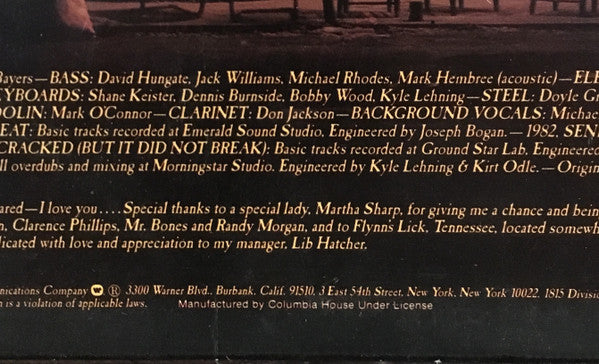 Bayers—BASS: David Hungate, Jack Williams, Michael Rhodes, Mark Hembree (acoustic)—ELE
EYBOARDS: Shane Keister, Dennis Burnside, Bobby Wood, Kyle Lehning—STEEL: Doyle Gr
DOLIN: Mark O'Connor—CLARINET: Don Jackson—BACKGROUND VOCALS: Michae
EAT: Basic tracks recorded at Emerald Sound Studio, Engineered by Joseph Bogan.—1982, SEN
CRACKED (BUT IT DID NOT BREAK): Basic tracks recorded at Ground Star Lab, Engineered
ll overdubs and mixing at Morningstar Studio. Engineered by Kyle Lehning & Kirt Odle.—Origin
ared—I love you....Special thanks to a special lady, Martha Sharp, for giving me a chance and bein
n, Clarence Phillips, Mr. Bones and Randy Morgan, and to Flynn's Lick, Tennessee, located somewh
licated with love and appreciation to my manager, Lib Hatcher.
nications Company Ⓡ 3300 Warner Blvd., Burbank, Calif. 91510, 3 East 54th Street, New York, New York 10022. 1815 Divisio
n is a violation of applicable laws. Manufactured by Columbia House Under License